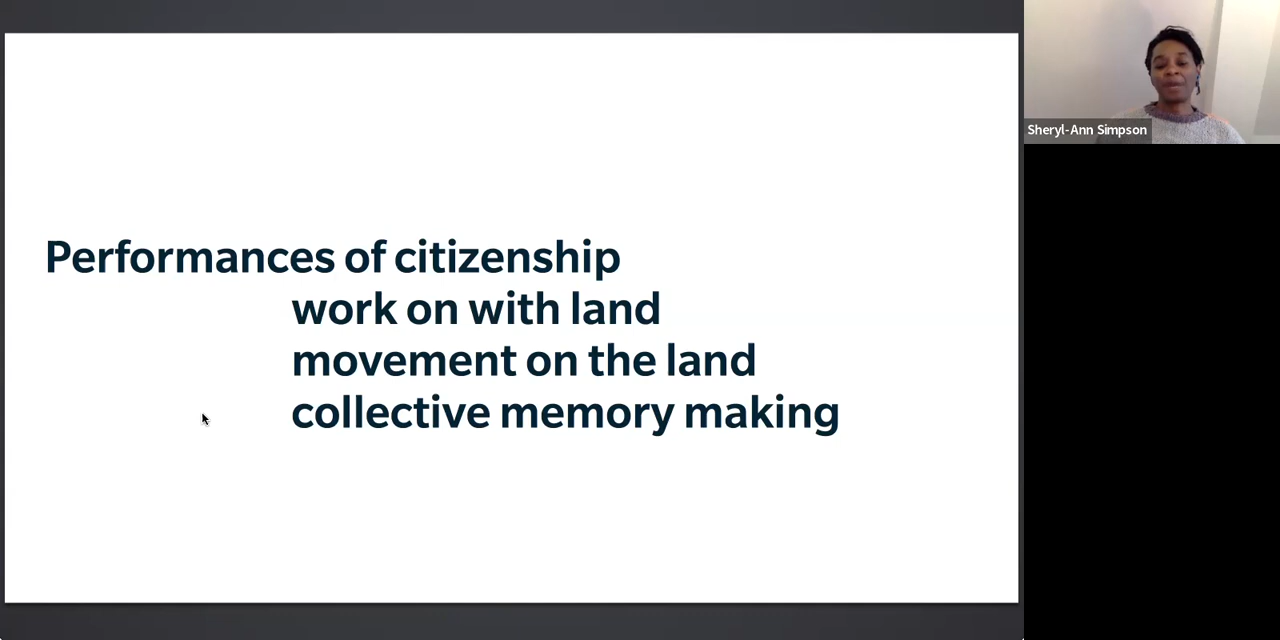 Performances of citizenship
work on with land
movement on the land
collective memory making
Sheryl-Ann Simpson